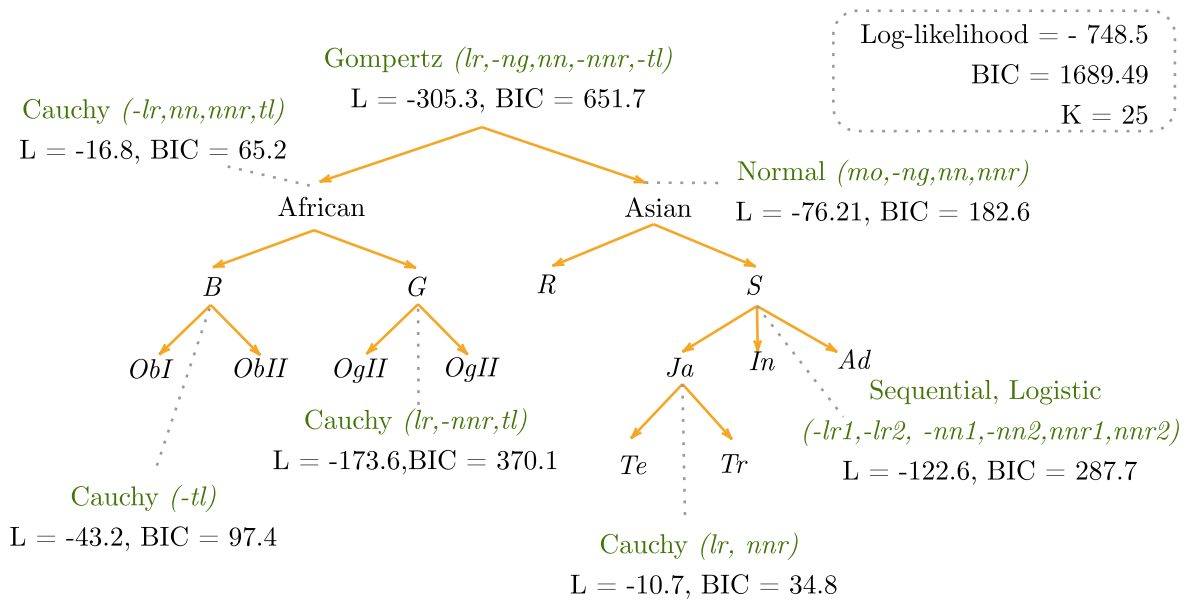 Log-likelihood = - 748.5
BIC = 1689.49
K = 25
Gompertz (lr,-ng,nn,-nnr,-tl)
L = -305.3, BIC = 651.7
Cauchy (-lr,nn,nnr,tl)
L = -16.8, BIC = 65.2
Normal (mo,-ng,nn,nnr)
L = -76.21, BIC = 182.6
African
Asian
B
G
R
S
ObI
ObII
OgII
OgII
Ja
In
Ad
Sequential, Logistic
(-lr1,-lr2, -nn1,-nn2,nnr1,nnr2)
L = -122.6, BIC = 287.7
Cauchy (lr,-nnr,tl)
L = -173.6,BIC = 370.1
Te
Tr
Cauchy (-tl)
L = -43.2, BIC = 97.4
Cauchy (lr, nnr)
L = -10.7, BIC = 34.8